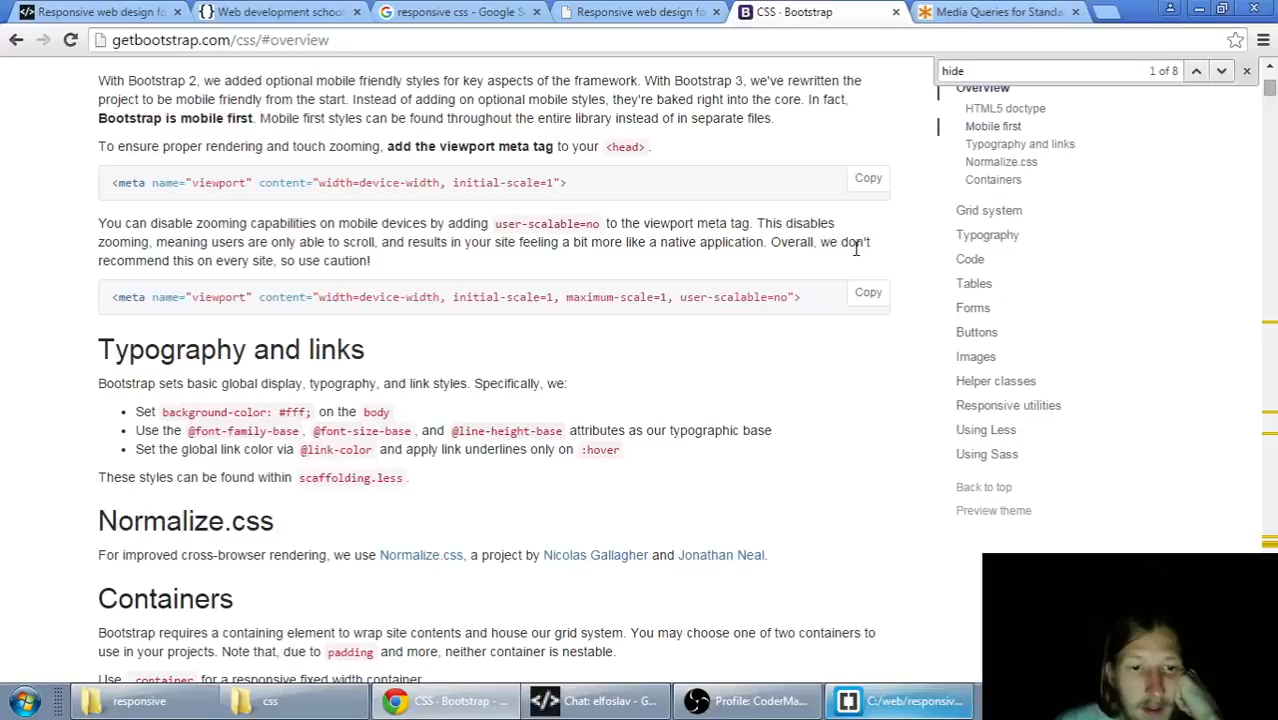 Responsive web design fo
Web development schoo
responsive css - Google S
Responsive web design fo
CSS - Bootstrap
Media Queries for Standa
getbootstrap.com/css/#overview
hide
1 of 8
With Bootstrap 2, we added optional mobile friendly styles for key aspects of the framework. With Bootstrap 3, we've rewritten the
project to be mobile friendly from the start. Instead of adding on optional mobile styles, they're baked right into the core. In fact,
Bootstrap is mobile first. Mobile first styles can be found throughout the entire library instead of in separate files.
To ensure proper rendering and touch zooming, add the viewport meta tag to your <head>.
<meta name="viewport" content="width=device-width, initial-scale=1">
Copy
You can disable zooming capabilities on mobile devices by adding user-scalable=no to the viewport meta tag. This disables
zooming, meaning users are only able to scroll, and results in your site feeling a bit more like a native application. Overall, we don't
recommend this on every site, so use caution!
<meta name="viewport" content="width=device-width, initial-scale=1, maximum-scale=1, user-scalable=no">
Copy
Typography and links
Bootstrap sets basic global display, typography, and link styles. Specifically, we:
• Set background-color: #fff; on the body
• Use the @font-family-base, @font-size-base, and @line-height-base attributes as our typographic base
• Set the global link color via @link-color and apply link underlines only on :hover
These styles can be found within scaffolding.less.
Normalize.css
For improved cross-browser rendering, we use Normalize.css, a project by Nicolas Gallagher and Jonathan Neal.
Containers
Bootstrap requires a containing element to wrap site contents and house our grid system. You may choose one of two containers to
use in your projects. Note that, due to padding and more, neither container is nestable.
Use .container for a responsive fixed width container
Overview
HTML5 doctype
Mobile first
Typography and links
Normalize.css
Containers
Grid system
Typography
Code
Tables
Forms
Buttons
Images
Helper classes
Responsive utilities
Using Less
Using Sass
Back to top
Preview theme
responsive
css
CSS - Bootstrap - ...
Chat: elfoslav - G...
Profile: CoderMa...
C:/web/responsiv...